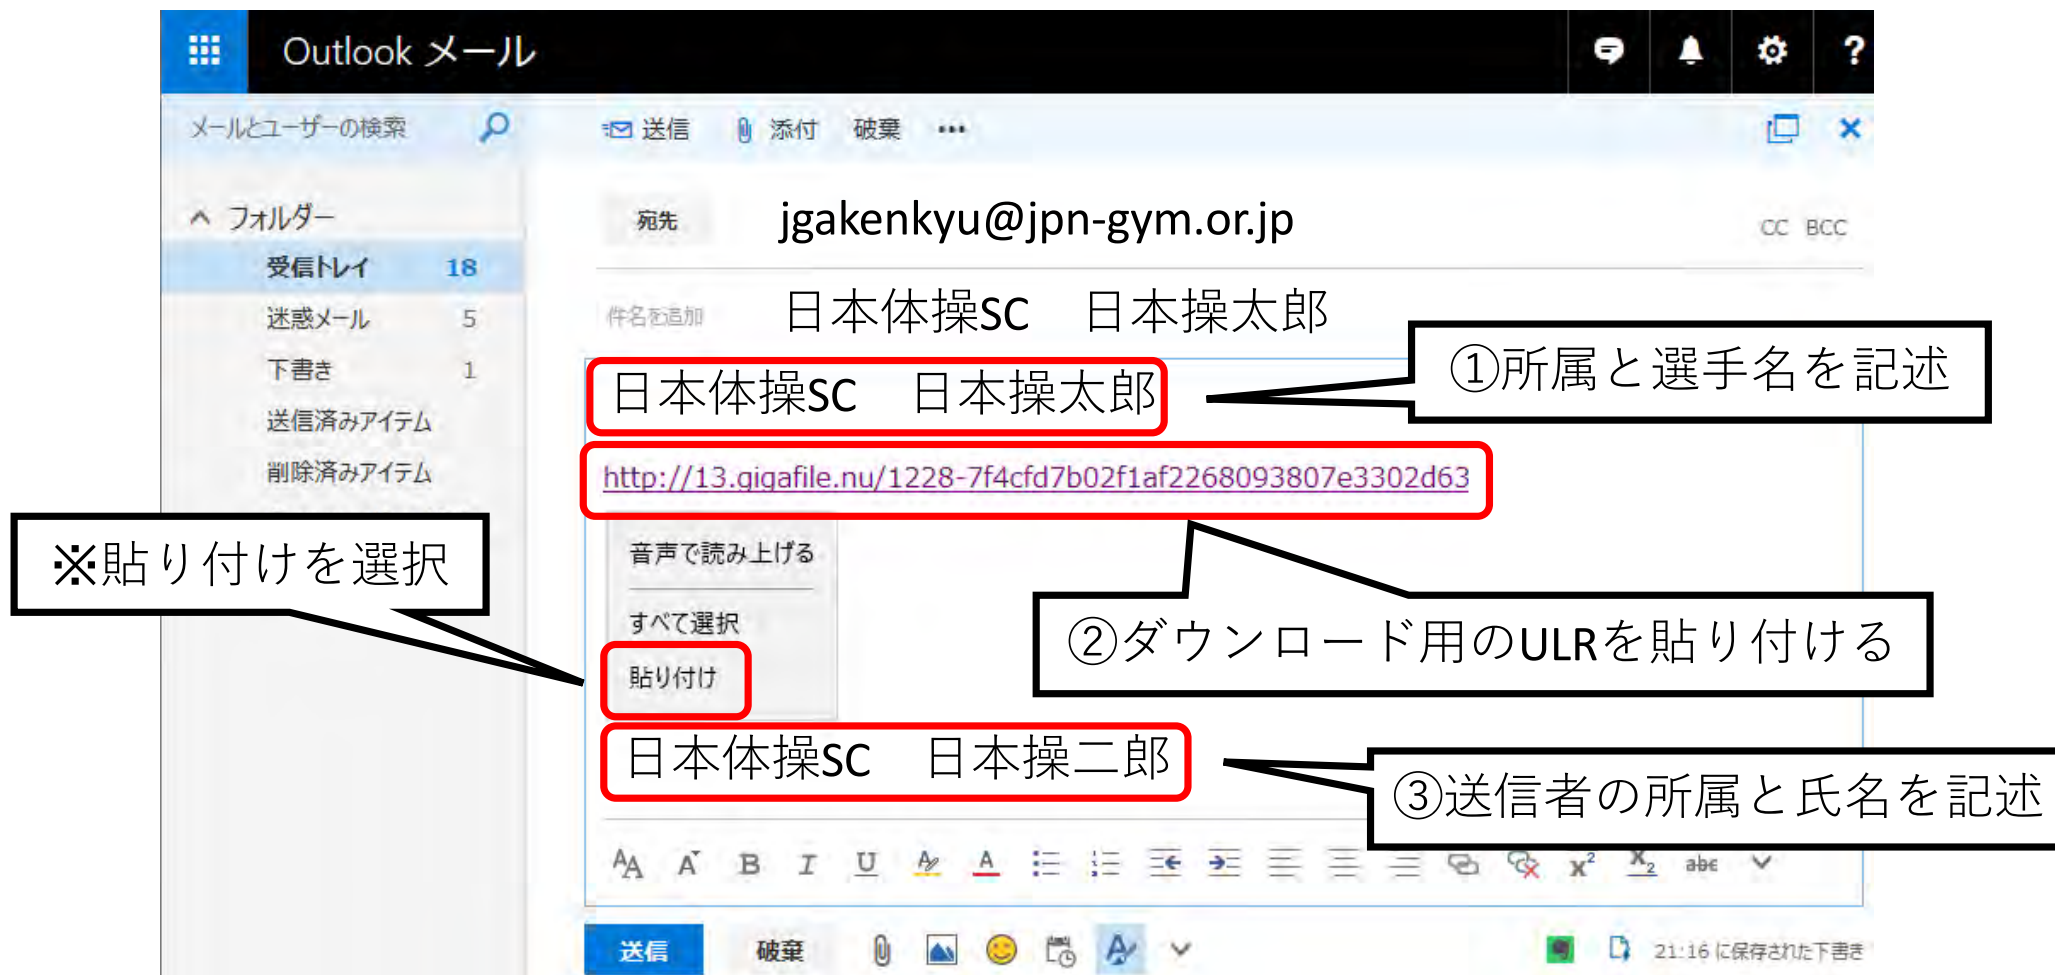 Outlook メール
?
メールとユーザーの検索
送信 添付 破棄 •••
フォルダー
受信トレイ 18
迷惑メール 5
下書き 1
送信済みアイテム
削除済みアイテム
宛先 jgakenkyu@jpn-gym.or.jp CC BCC
件名を追加 日本体操SC 日本操太郎
日本体操SC 日本操太郎
①所属と選手名を記述
http://13.gigafile.nu/1228-7f4cfd7b02f1af2268093807e3302d63
※貼り付けを選択
音声で読み上げる
すべて選択
貼り付け
②ダウンロード用のULRを貼り付ける
日本体操SC 日本操二郎
③送信者の所属と氏名を記述
AA A B I U A A x² x₂ abc
送信 破棄 21:16 に保存された下書き